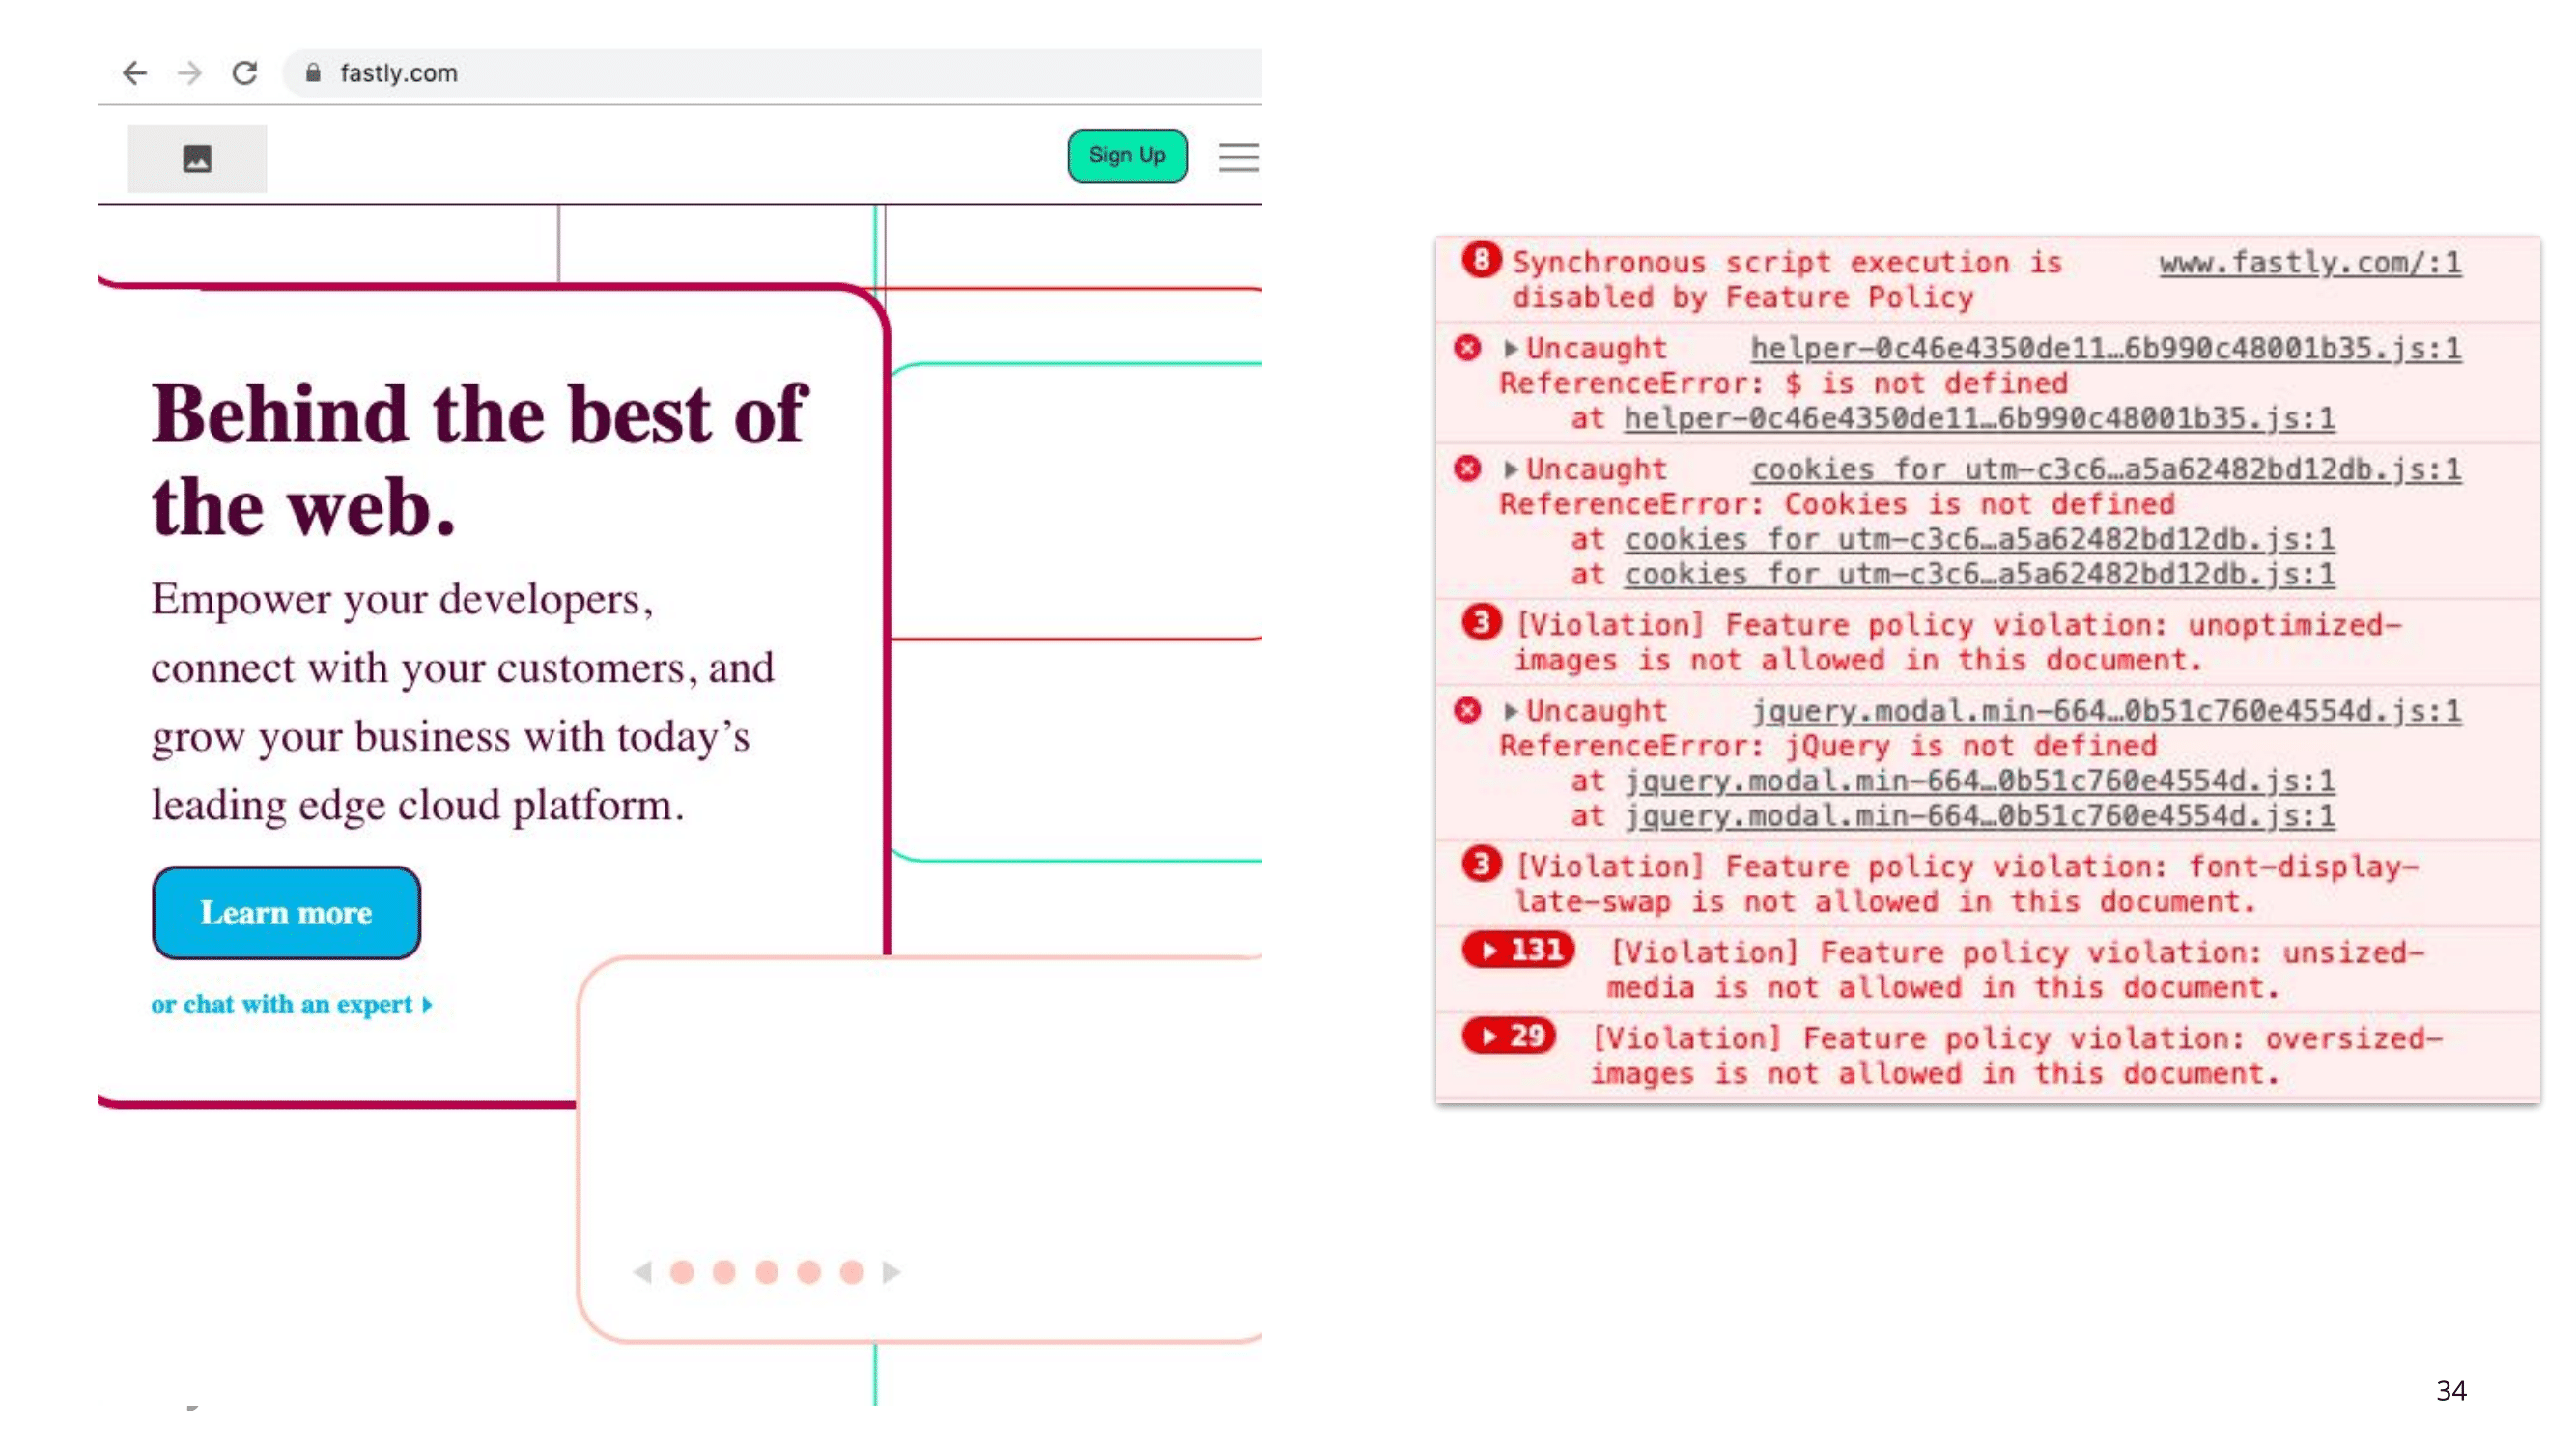 fastly.com
Sign Up
Behind the best of
the web.
Empower your developers,
connect with your customers, and
grow your business with today’s
leading edge cloud platform.
Learn more
or chat with an expert
8 Synchronous script execution is www.fastly.com/:1
disabled by Feature Policy
Uncaught helper-0c46e4350de11…6b990c48001b35.js:1
ReferenceError: $ is not defined
at helper-0c46e4350de11…6b990c48001b35.js:1
Uncaught cookies_for_utm-c3c6…a5a62482bd12db.js:1
ReferenceError: Cookies is not defined
at cookies_for_utm-c3c6…a5a62482bd12db.js:1
at cookies_for_utm-c3c6…a5a62482bd12db.js:1
3 [Violation] Feature policy violation: unoptimized-
images is not allowed in this document.
Uncaught jquery.modal.min-664…0b51c760e4554d.js:1
ReferenceError: jQuery is not defined
at jquery.modal.min-664…0b51c760e4554d.js:1
at jquery.modal.min-664…0b51c760e4554d.js:1
3 [Violation] Feature policy violation: font-display-
late-swap is not allowed in this document.
131 [Violation] Feature policy violation: unsized-
media is not allowed in this document.
29 [Violation] Feature policy violation: oversized-
images is not allowed in this document.
34